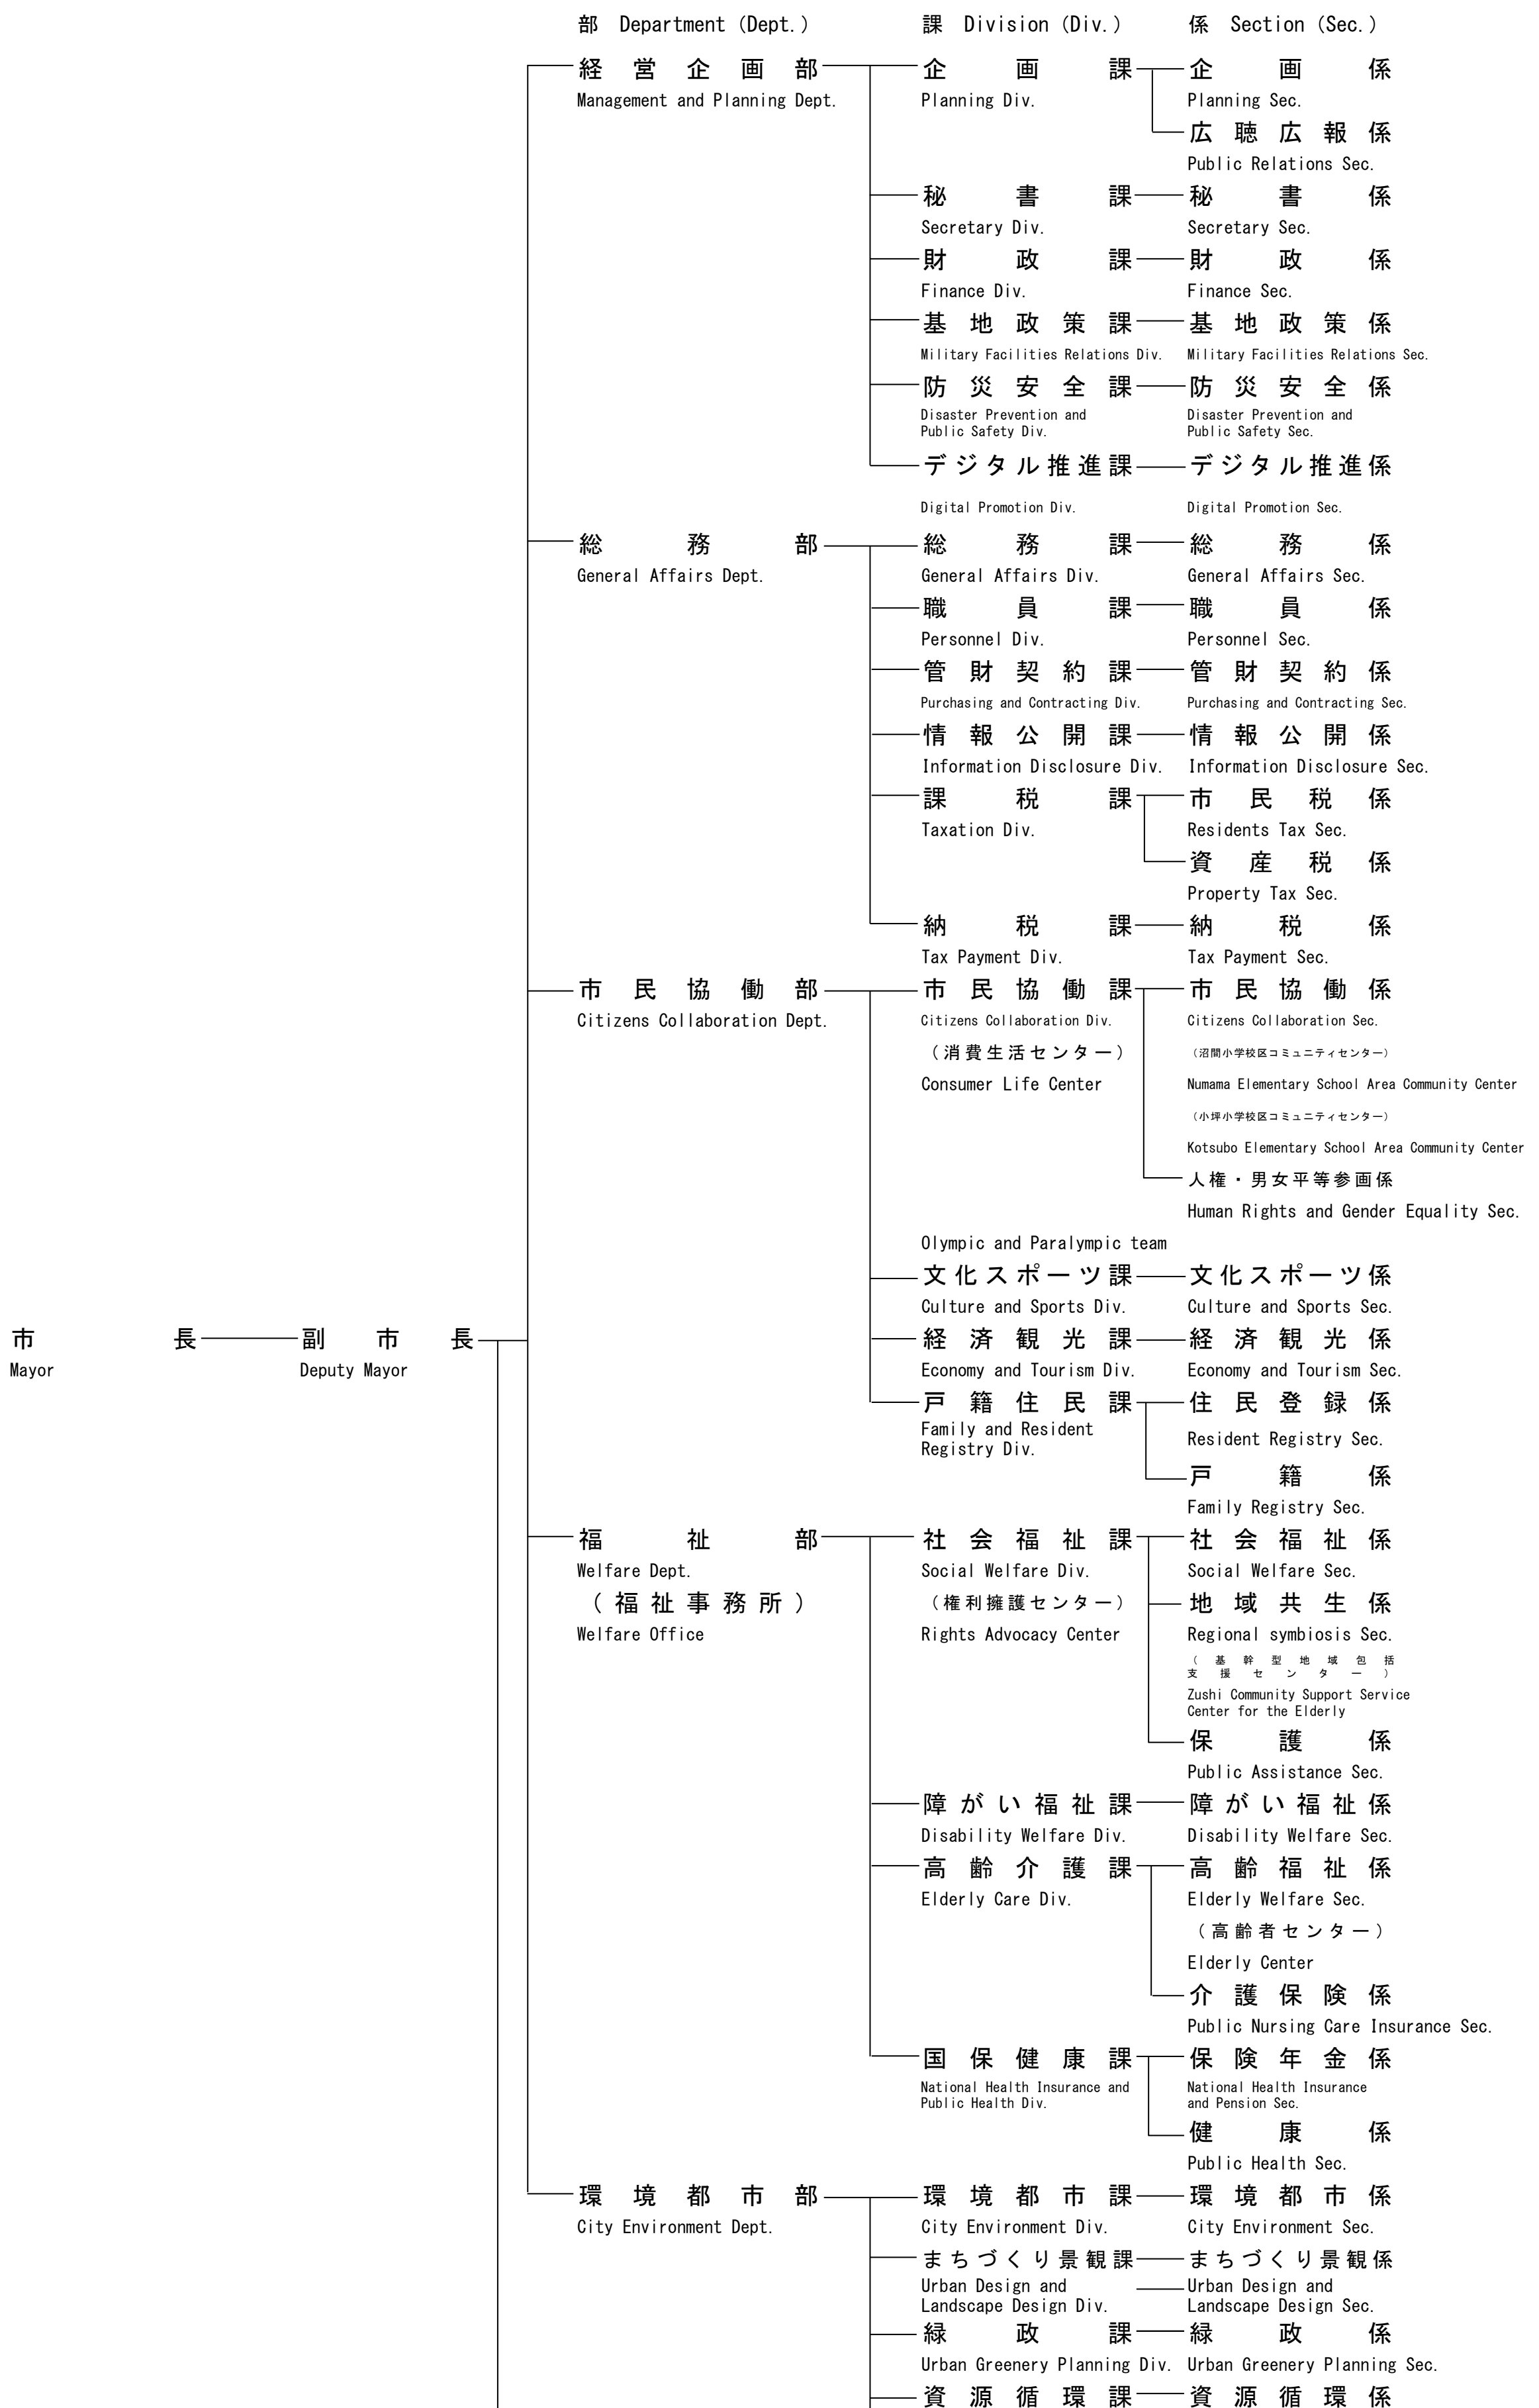 部 Department (Dept.) 課 Division (Div.) 係 Section (Sec.)
経営企画部 企画課 企画係
Management and Planning Dept. Planning Div. Planning Sec.
広聴広報係
Public Relations Sec.
秘書課 秘書係
Secretary Div. Secretary Sec.
財政課 財政係
Finance Div. Finance Sec.
基地政策課 基地政策係
Military Facilities Relations Div. Military Facilities Relations Sec.
防災安全課 防災安全係
Disaster Prevention and Disaster Prevention and
Public Safety Div. Public Safety Sec.
デジタル推進課 デジタル推進係
Digital Promotion Div. Digital Promotion Sec.
総務部 総務課 総務係
General Affairs Dept. General Affairs Div. General Affairs Sec.
職員課 職員係
Personnel Div. Personnel Sec.
管財契約課 管財契約係
Purchasing and Contracting Div. Purchasing and Contracting Sec.
情報公開課 情報公開係
Information Disclosure Div. Information Disclosure Sec.
課税課 市民税係
Taxation Div. Residents Tax Sec.
資産税係
Property Tax Sec.
納税課 納税係
Tax Payment Div. Tax Payment Sec.
市民協働部 市民協働課 市民協働係
Citizens Collaboration Dept. Citizens Collaboration Div. Citizens Collaboration Sec.
（消費生活センター） （沼間小学校区コミュニティセンター）
Consumer Life Center Numama Elementary School Area Community Center
（小坪小学校区コミュニティセンター）
Kotsubo Elementary School Area Community Center
人権・男女平等参画係
Human Rights and Gender Equality Sec.
Olympic and Paralympic team
文化スポーツ課 文化スポーツ係
Culture and Sports Div. Culture and Sports Sec.
市長 副市長 経済観光課 経済観光係
Mayor Deputy Mayor Economy and Tourism Div. Economy and Tourism Sec.
戸籍住民課 住民登録係
Family and Resident
Registry Div. Resident Registry Sec.
戸籍係
Family Registry Sec.
福祉部 社会福祉課 社会福祉係
Welfare Dept. Social Welfare Div. Social Welfare Sec.
（福祉事務所） （権利擁護センター） 地域共生係
Welfare Office Rights Advocacy Center Regional symbiosis Sec.
（基幹型地域包括
支援センター）
Zushi Community Support Service
Center for the Elderly
保護係
Public Assistance Sec.
障がい福祉課 障がい福祉係
Disability Welfare Div. Disability Welfare Sec.
高齢介護課 高齢福祉係
Elderly Care Div. Elderly Welfare Sec.
（高齢者センター）
Elderly Center
介護保険係
Public Nursing Care Insurance Sec.
国保健康課 保険年金係
National Health Insurance and National Health Insurance
Public Health Div. and Pension Sec.
健康係
Public Health Sec.
環境都市部 環境都市課 環境都市係
City Environment Dept. City Environment Div. City Environment Sec.
まちづくり景観課 まちづくり景観係
Urban Design and Urban Design and
Landscape Design Div. Landscape Design Sec.
緑政課 緑政係
Urban Greenery Planning Div. Urban Greenery Planning Sec.
資源循環課 資源循環係